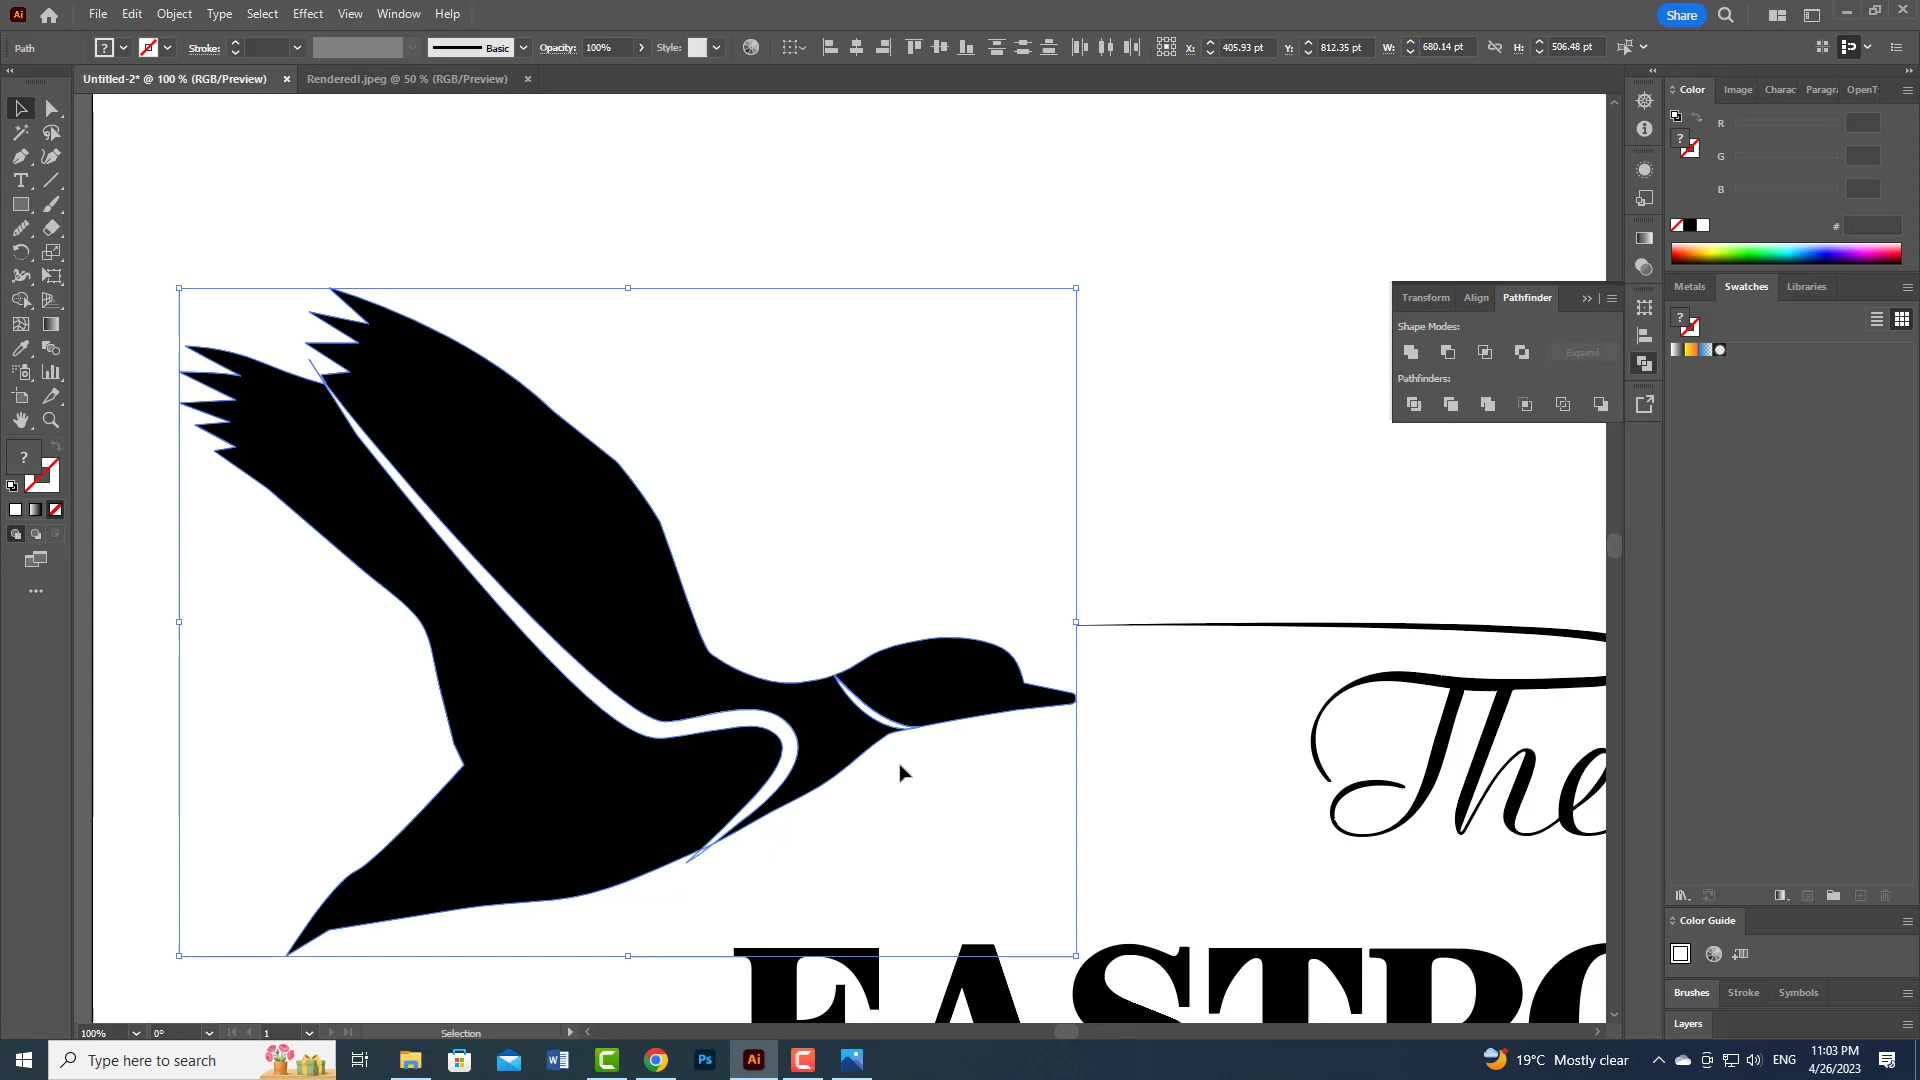 Ai File Edit Object Type Select Effect View Window Help Share
Path ? Stroke: Basic Opacity: 100% Style: X: 405.93 pt Y: 812.35 pt W: 680.14 pt H: 506.48 pt
Untitled-2* @ 100 % (RGB/Preview) × RenderedI.jpeg @ 50 % (RGB/Preview) ×
Color Image Charac Paragra OpenT
R
?
G
B
#
Metals Swatches Libraries
?
Transform Align Pathfinder
Shape Modes:
Expand
Pathfinders:
?
The
EASTRO
Color Guide
Brushes Stroke Symbols
Layers
100% 0° 1 Selection
Type here to search
19°C Mostly clear
ENG
11:03 PM
4/26/2023